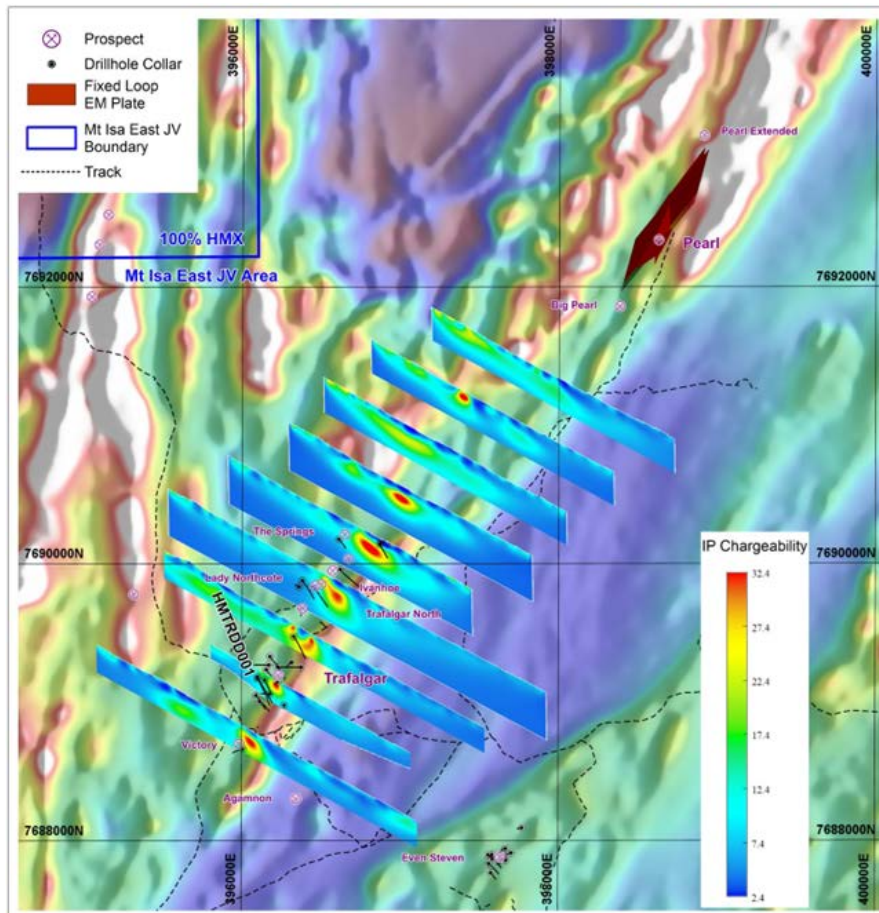 Prospect
Drillhole Collar
Fixed Loop
EM Plate
Mt Isa East JV
Boundary
Track
396000E
398000E
400000E
Pearl Extended
100% HMX
Pearl
7692000N
Mt Isa East JV Area
7692000N
Big Pearl
IP Chargeability
The Springs
7690000N
7690000N
32.4
Lady Northcote
Ivanhoe
27.4
Trafalgar North
HMTRDD001
22.4
Trafalgar
17.4
Victory
12.4
Agamnon
7.4
7688000N
7688000N
Even Steven
2.4
396000E
398000E
400000E